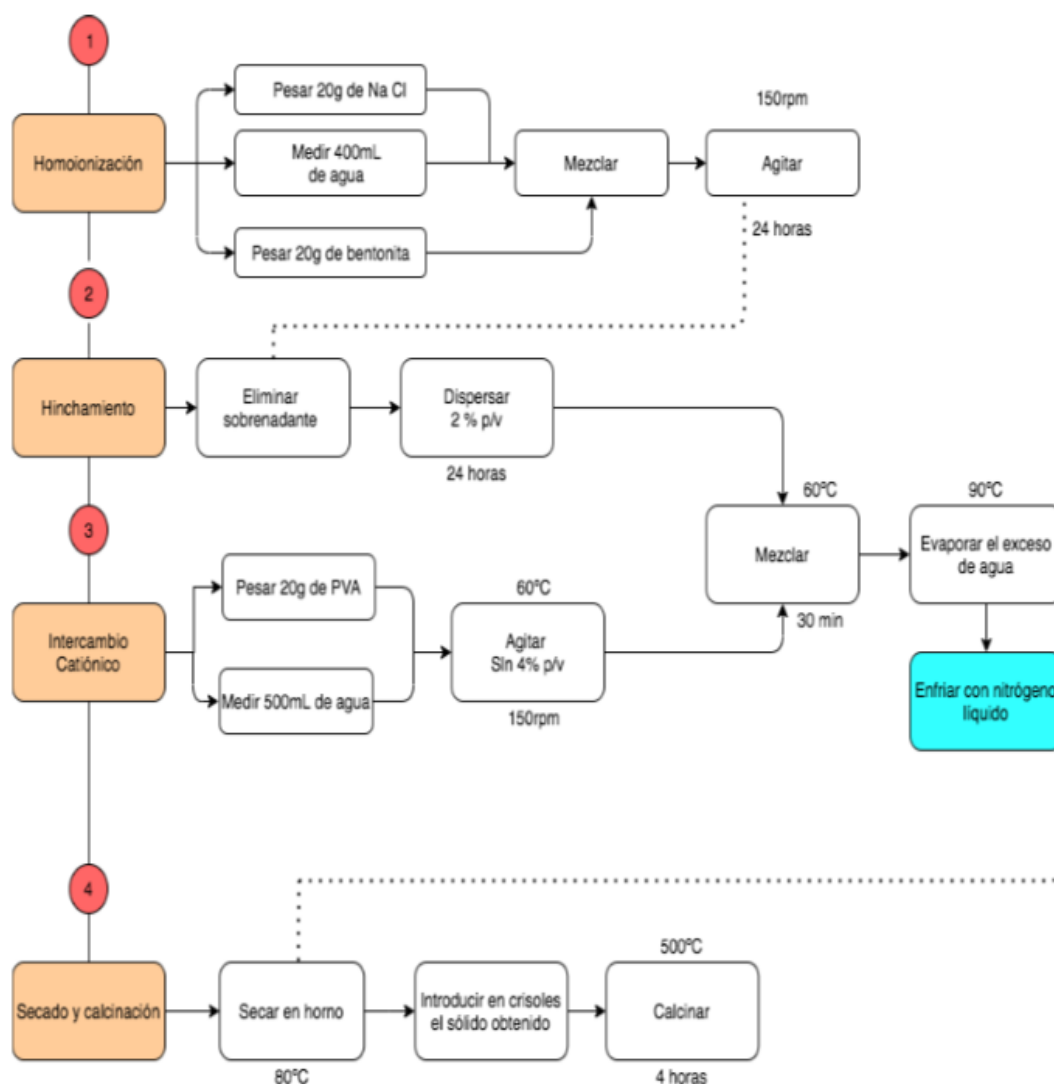 1
Homoionización
Pesar 20g de Na Cl
Medir 400mL
de agua
Pesar 20g de bentonita
Mezclar
150rpm
Agitar
24 horas
2
Hinchamiento
Eliminar
sobrenadante
Dispersar
2 % p/v
24 horas
3
Intercambio
Catiónico
Pesar 20g de PVA
Medir 500mL de agua
60ºC
Agitar
Sln 4% p/v
150rpm
60ºC
Mezclar
30 min
90ºC
Evaporar el exceso
de agua
Enfriar con nitrógeno
líquido
4
Secado y calcinación
Secar en horno
80ºC
Introducir en crisoles
el sólido obtenido
500ºC
Calcinar
4 horas